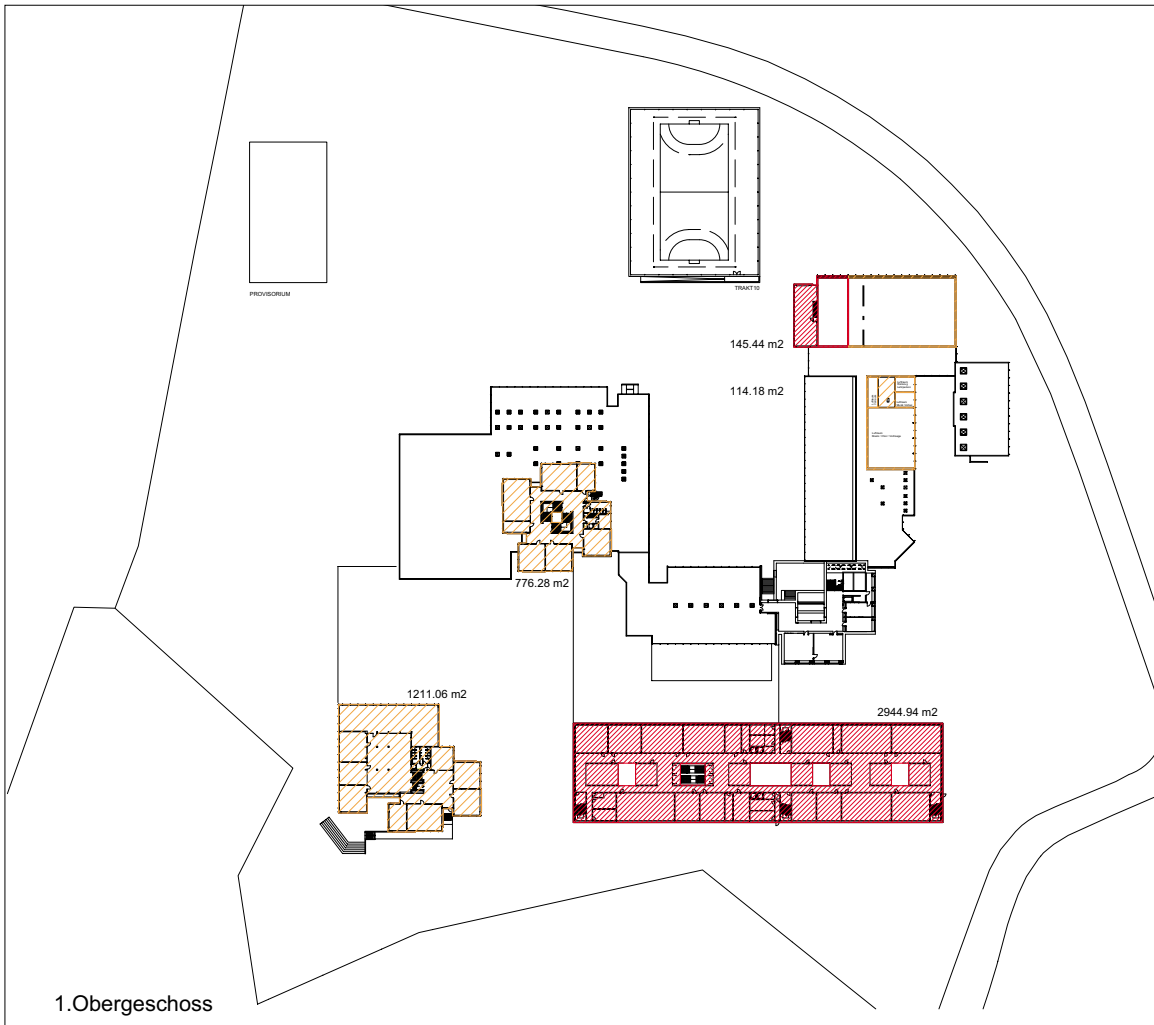 PROVISORIUM
TRAKT10
145.44 m2
114.18 m2
776.28 m2
1211.06 m2
2944.94 m2
1.Obergeschoss